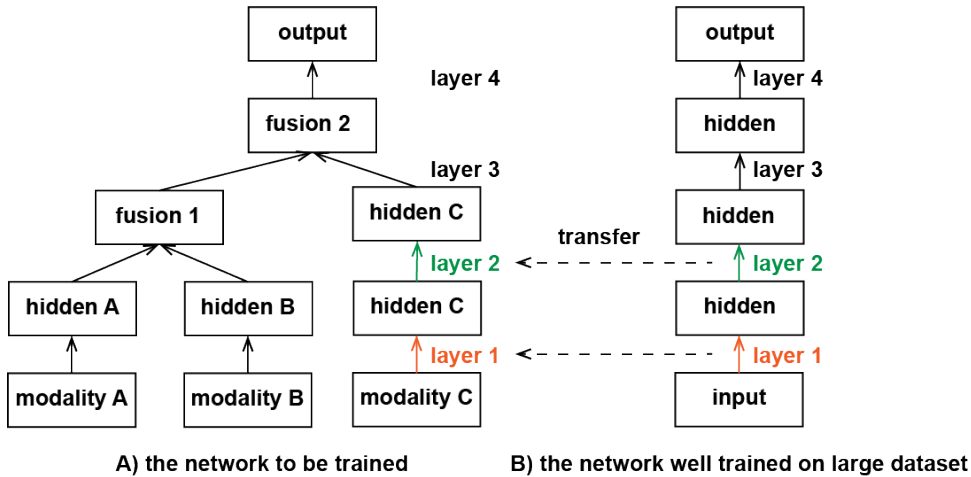 output
layer 4
fusion 2
layer 3
fusion 1
hidden C
layer 2
hidden A
hidden B
hidden C
layer 1
modality A
modality B
modality C
A) the network to be trained
transfer
output
layer 4
hidden
layer 3
hidden
layer 2
hidden
layer 1
input
B) the network well trained on large dataset